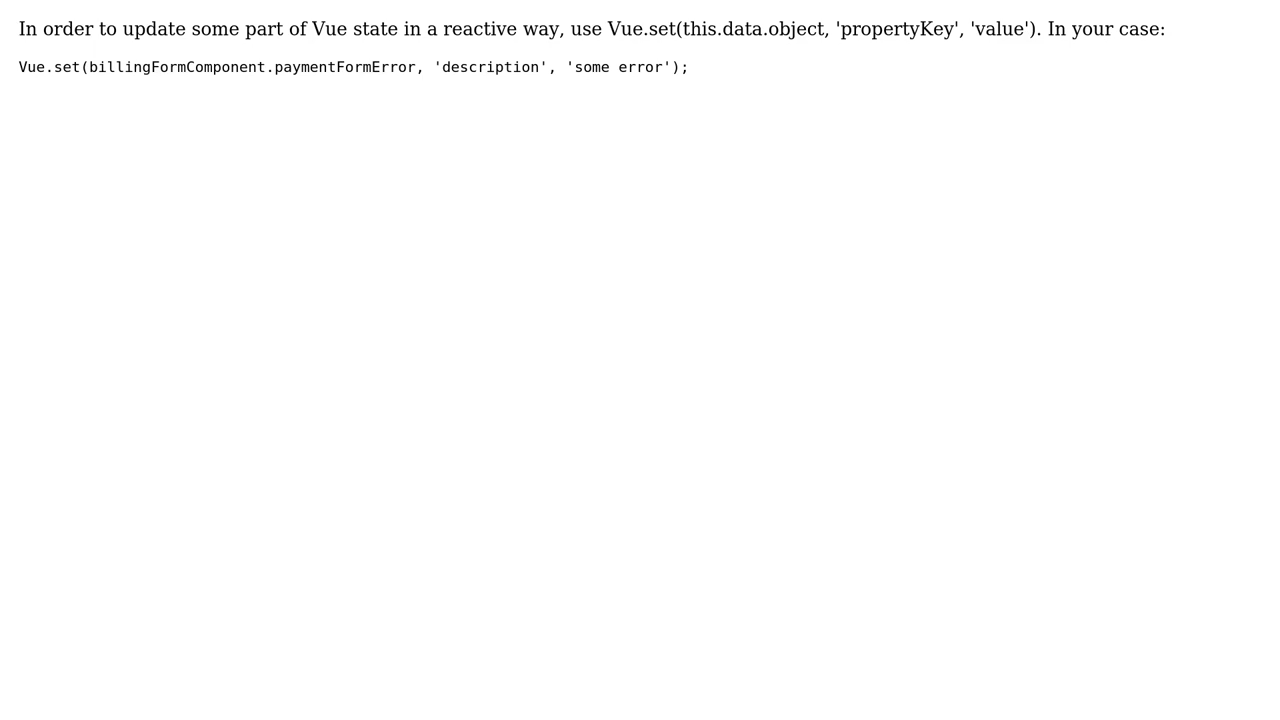 In order to update some part of Vue state in a reactive way, use Vue.set(this.data.object, 'propertyKey', 'value'). In your case:
Vue.set(billingFormComponent.paymentFormError, 'description', 'some error');